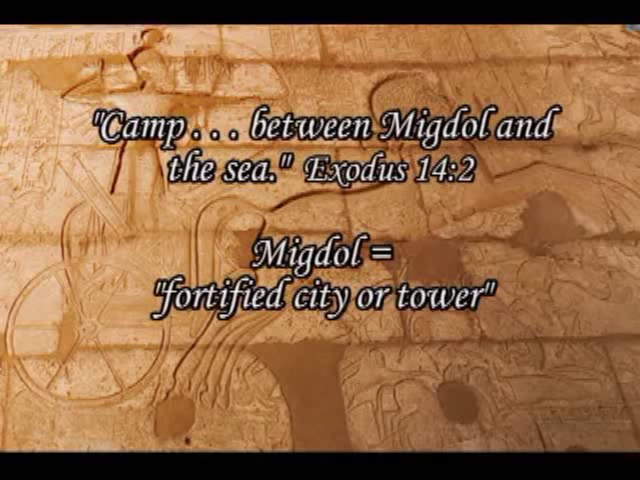 "Camp . . . between Migdol and
the sea." Exodus 14:2
Migdol =
"fortified city or tower"